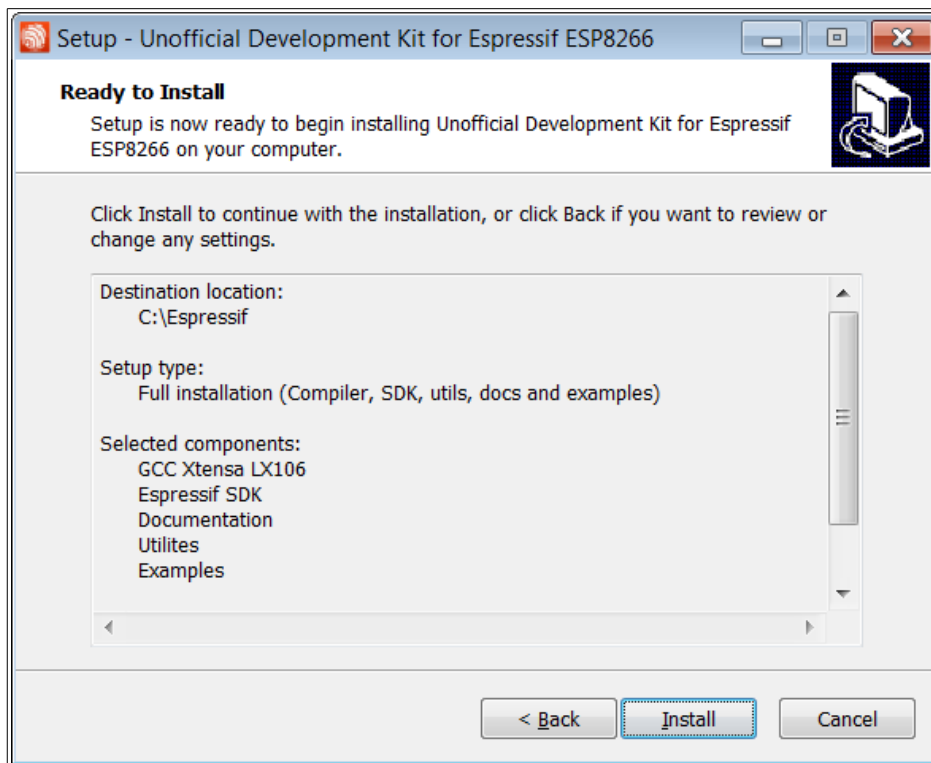 Setup - Unofficial Development Kit for Espressif ESP8266
Ready to Install
Setup is now ready to begin installing Unofficial Development Kit for Espressif
ESP8266 on your computer.
Click Install to continue with the installation, or click Back if you want to review or
change any settings.
Destination location:
C:\Espressif
Setup type:
Full installation (Compiler, SDK, utils, docs and examples)
Selected components:
GCC Xtensa LX106
Espressif SDK
Documentation
Utilites
Examples
< Back
Install
Cancel